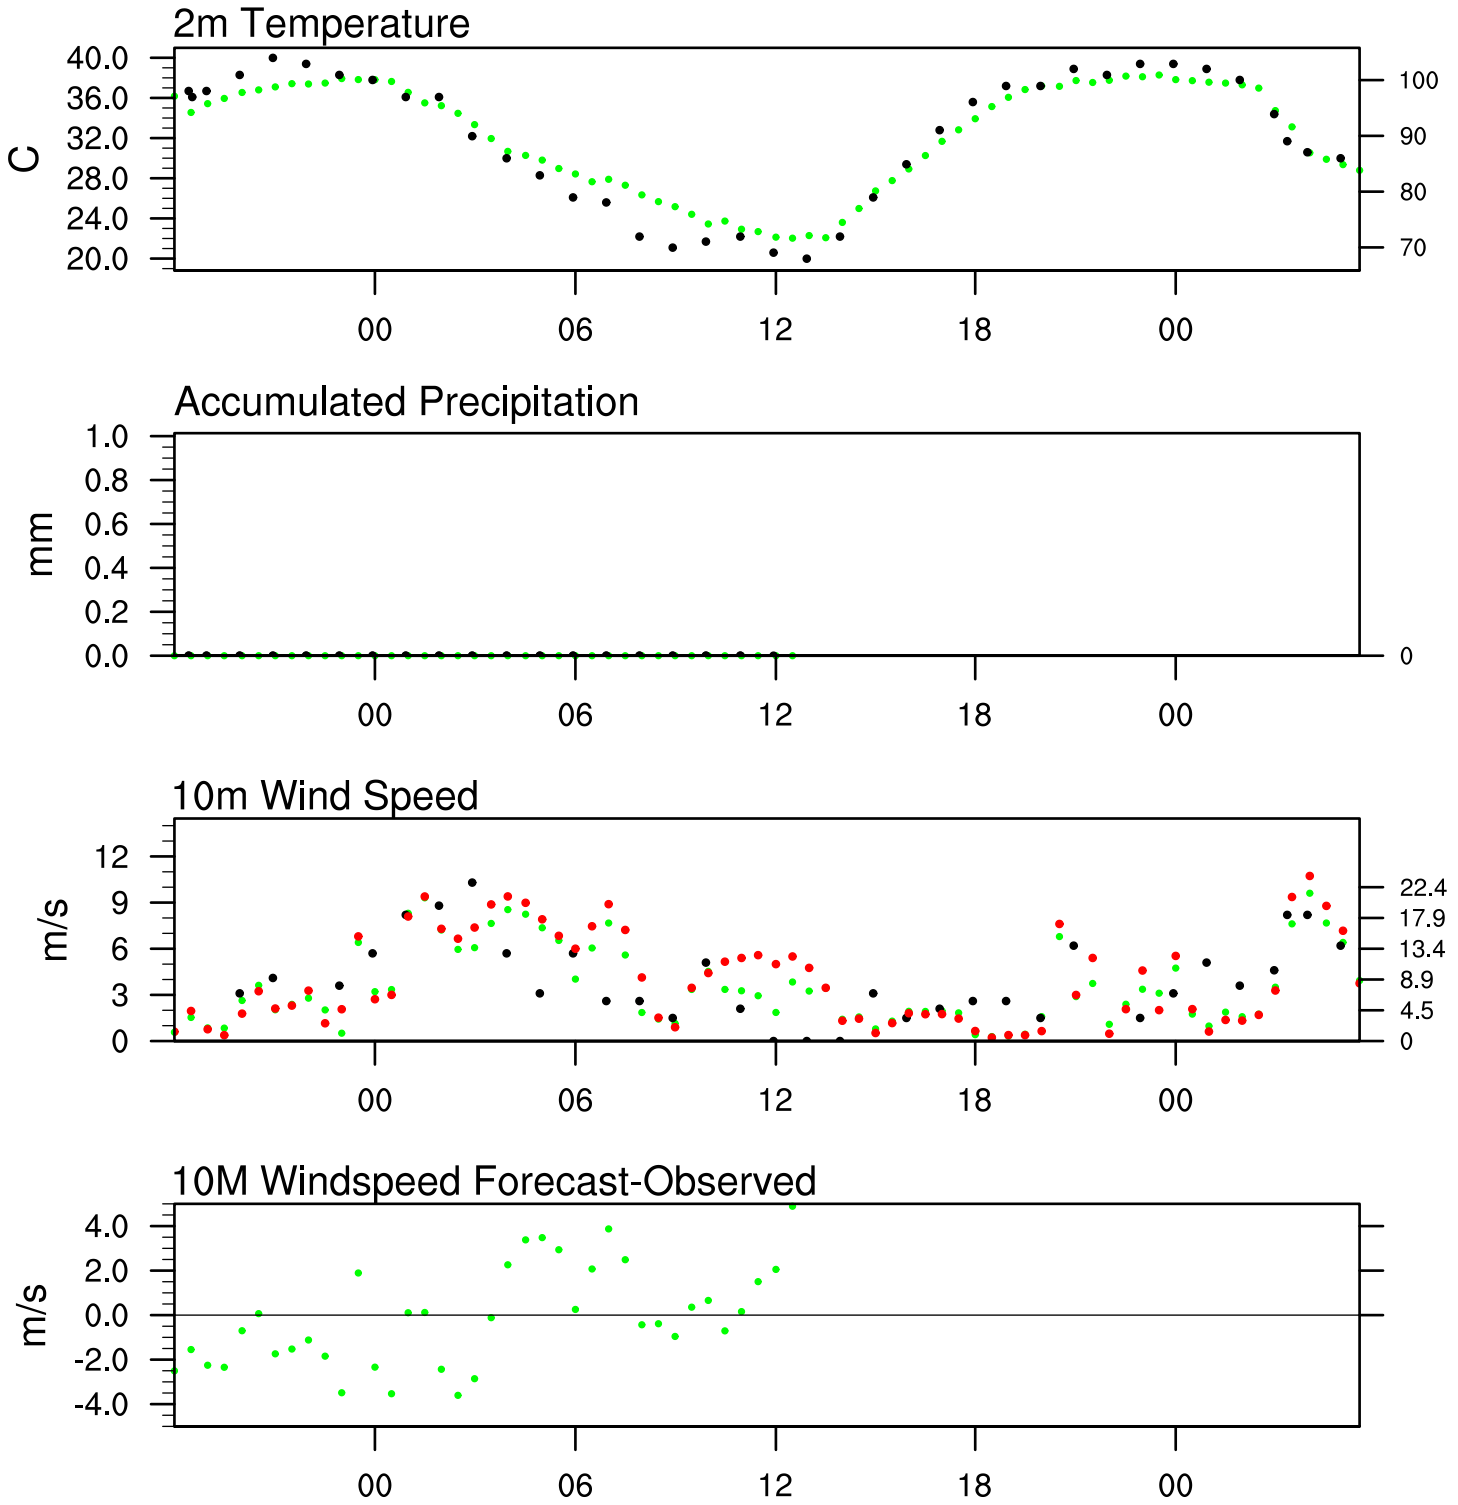 2m Temperature
40.0
36.0
32.0
28.0
24.0
20.0
C
100
90
80
70
00 06 12 18 00
Accumulated Precipitation
1.0
0.8
0.6
0.4
0.2
0.0
mm
0
00 06 12 18 00
10m Wind Speed
12
9
6
3
0
m/s
22.4
17.9
13.4
8.9
4.5
0
00 06 12 18 00
10M Windspeed Forecast-Observed
4.0
2.0
0.0
-2.0
-4.0
m/s
00 06 12 18 00